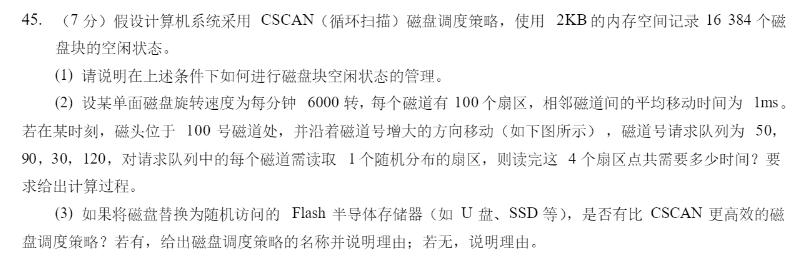 45. (7 分) 假设计算机系统采用 CSCAN（循环扫描）磁盘调度策略，使用 2KB 的内存空间记录 16 384 个磁
盘块的空闲状态。
(1) 请说明在上述条件下如何进行磁盘块空闲状态的管理。
(2) 设某单面磁盘旋转速度为每分钟 6000 转，每个磁道有 100 个扇区，相邻磁道间的平均移动时间为 1ms。
若在某时刻，磁头位于 100 号磁道处，并沿着磁道号增大的方向移动（如下图所示），磁道号请求队列为 50，
90，30，120，对请求队列中的每个磁道需读取 1 个随机分布的扇区，则读完这 4 个扇区点共需要多少时间？要
求给出计算过程。
(3) 如果将磁盘替换为随机访问的 Flash 半导体存储器（如 U 盘、SSD 等），是否有比 CSCAN 更高效的磁
盘调度策略？若有，给出磁盘调度策略的名称并说明理由；若无，说明理由。